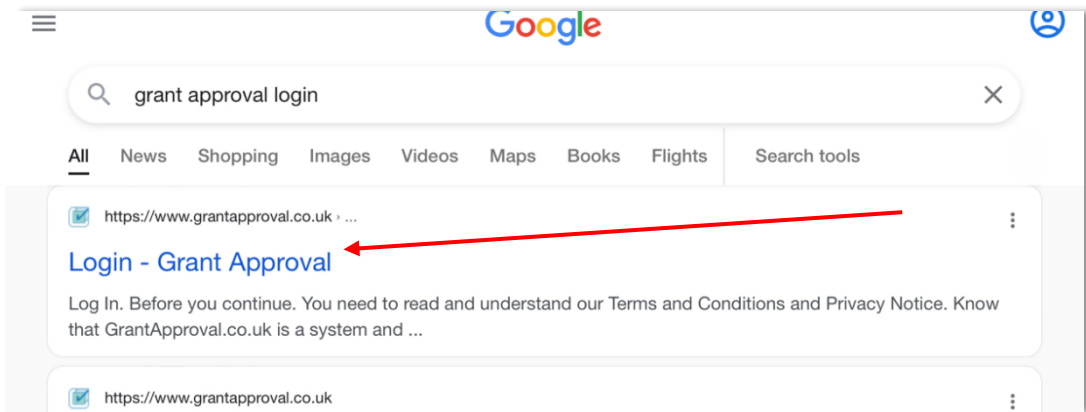 Google
grant approval login
All News Shopping Images Videos Maps Books Flights Search tools
https://www.grantapproval.co.uk › ...
Login - Grant Approval
Log In. Before you continue. You need to read and understand our Terms and Conditions and Privacy Notice. Know
that GrantApproval.co.uk is a system and ...
https://www.grantapproval.co.uk